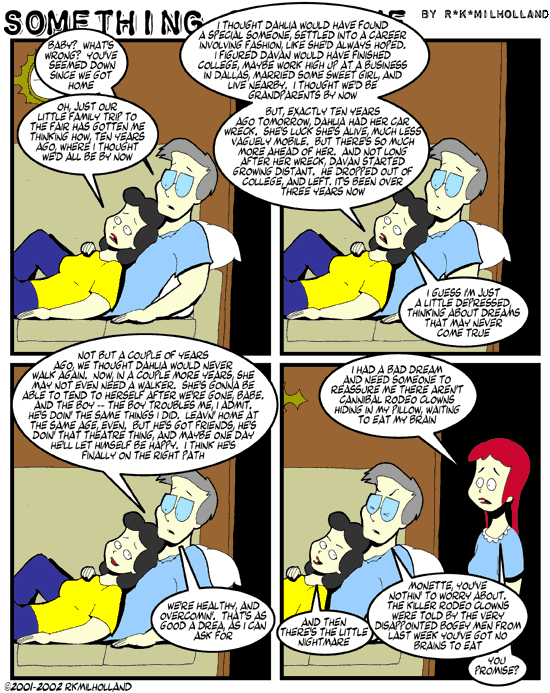 SOMETHING
BY R*K*MILHOLLAND
BABY? WHAT'S
WRONG? YOU'VE
SEEMED DOWN
SINCE WE GOT
HOME
OH, JUST OUR
LITTLE FAMILY TRIP TO
THE FAIR HAS GOTTEN ME
THINKING HOW, TEN YEARS
AGO, WHERE I THOUGHT
WE'D ALL BE BY NOW
I THOUGHT DAHLIA WOULD HAVE FOUND
A SPECIAL SOMEONE, SETTLED INTO A CAREER
INVOLVING FASHION, LIKE SHE'D ALWAYS HOPED.
I FIGURED DAVAN WOULD HAVE FINISHED
COLLEGE, MAYBE WORK HIGH UP AT A BUSINESS
IN DALLAS, MARRIED SOME SWEET GIRL, AND
LIVE NEARBY. I THOUGHT WE'D BE
GRANDPARENTS BY NOW
BUT, EXACTLY TEN YEARS
AGO TOMORROW, DAHLIA HAD HER CAR
WRECK. SHE'S LUCK SHE'S ALIVE, MUCH LESS
VAGUELY MOBILE. BUT THERE'S SO MUCH
MORE AHEAD OF HER. AND NOT LONG
AFTER HER WRECK, DAVAN STARTED
GROWING DISTANT. HE DROPPED OUT OF
COLLEGE, AND LEFT. IT'S BEEN OVER
THREE YEARS NOW
I GUESS I'M JUST
A LITTLE DEPRESSED,
THINKING ABOUT DREAMS
THAT MAY NEVER
COME TRUE
NOT BUT A COUPLE OF YEARS
AGO, WE THOUGHT DAHLIA WOULD NEVER
WALK AGAIN. NOW, IN A COUPLE MORE YEARS, SHE
MAY NOT EVEN NEED A WALKER. SHE'S GONNA BE
ABLE TO TEND TO HERSELF AFTER WE'RE GONE, BABE.
AND THE BOY -- THE BOY TROUBLES ME, I ADMIT.
HE'S DOIN' THE SAME THINGS I DID. LEAVIN' HOME AT
THE SAME AGE, EVEN. BUT HE'S GOT FRIENDS, HE'S
DOIN' THAT THEATRE THING, AND MAYBE ONE DAY
HE'LL LET HIMSELF BE HAPPY. I THINK HE'S
FINALLY ON THE RIGHT PATH
WE'RE HEALTHY, AND
OVERCOMIN'. THAT'S AS
GOOD A DREA, AS I CAN
ASK FOR
I HAD A BAD DREAM
AND NEED SOMEONE TO
REASSURE ME THERE AREN'T
CANNIBAL RODEO CLOWNS
HIDING IN MY PILLOW, WAITING
TO EAT MY BRAIN
AND THEN
THERE'S THE LITTLE
NIGHTMARE
MONETTE, YOU'VE
NOTHIN' TO WORRY ABOUT.
THE KILLER RODEO CLOWNS
WERE TOLD BY THE VERY
DISAPPOINTED BOGEY MEN FROM
LAST WEEK YOU'VE GOT NO
BRAINS TO EAT
YOU
PROMISE?
©2001-2002 RKMILHOLLAND